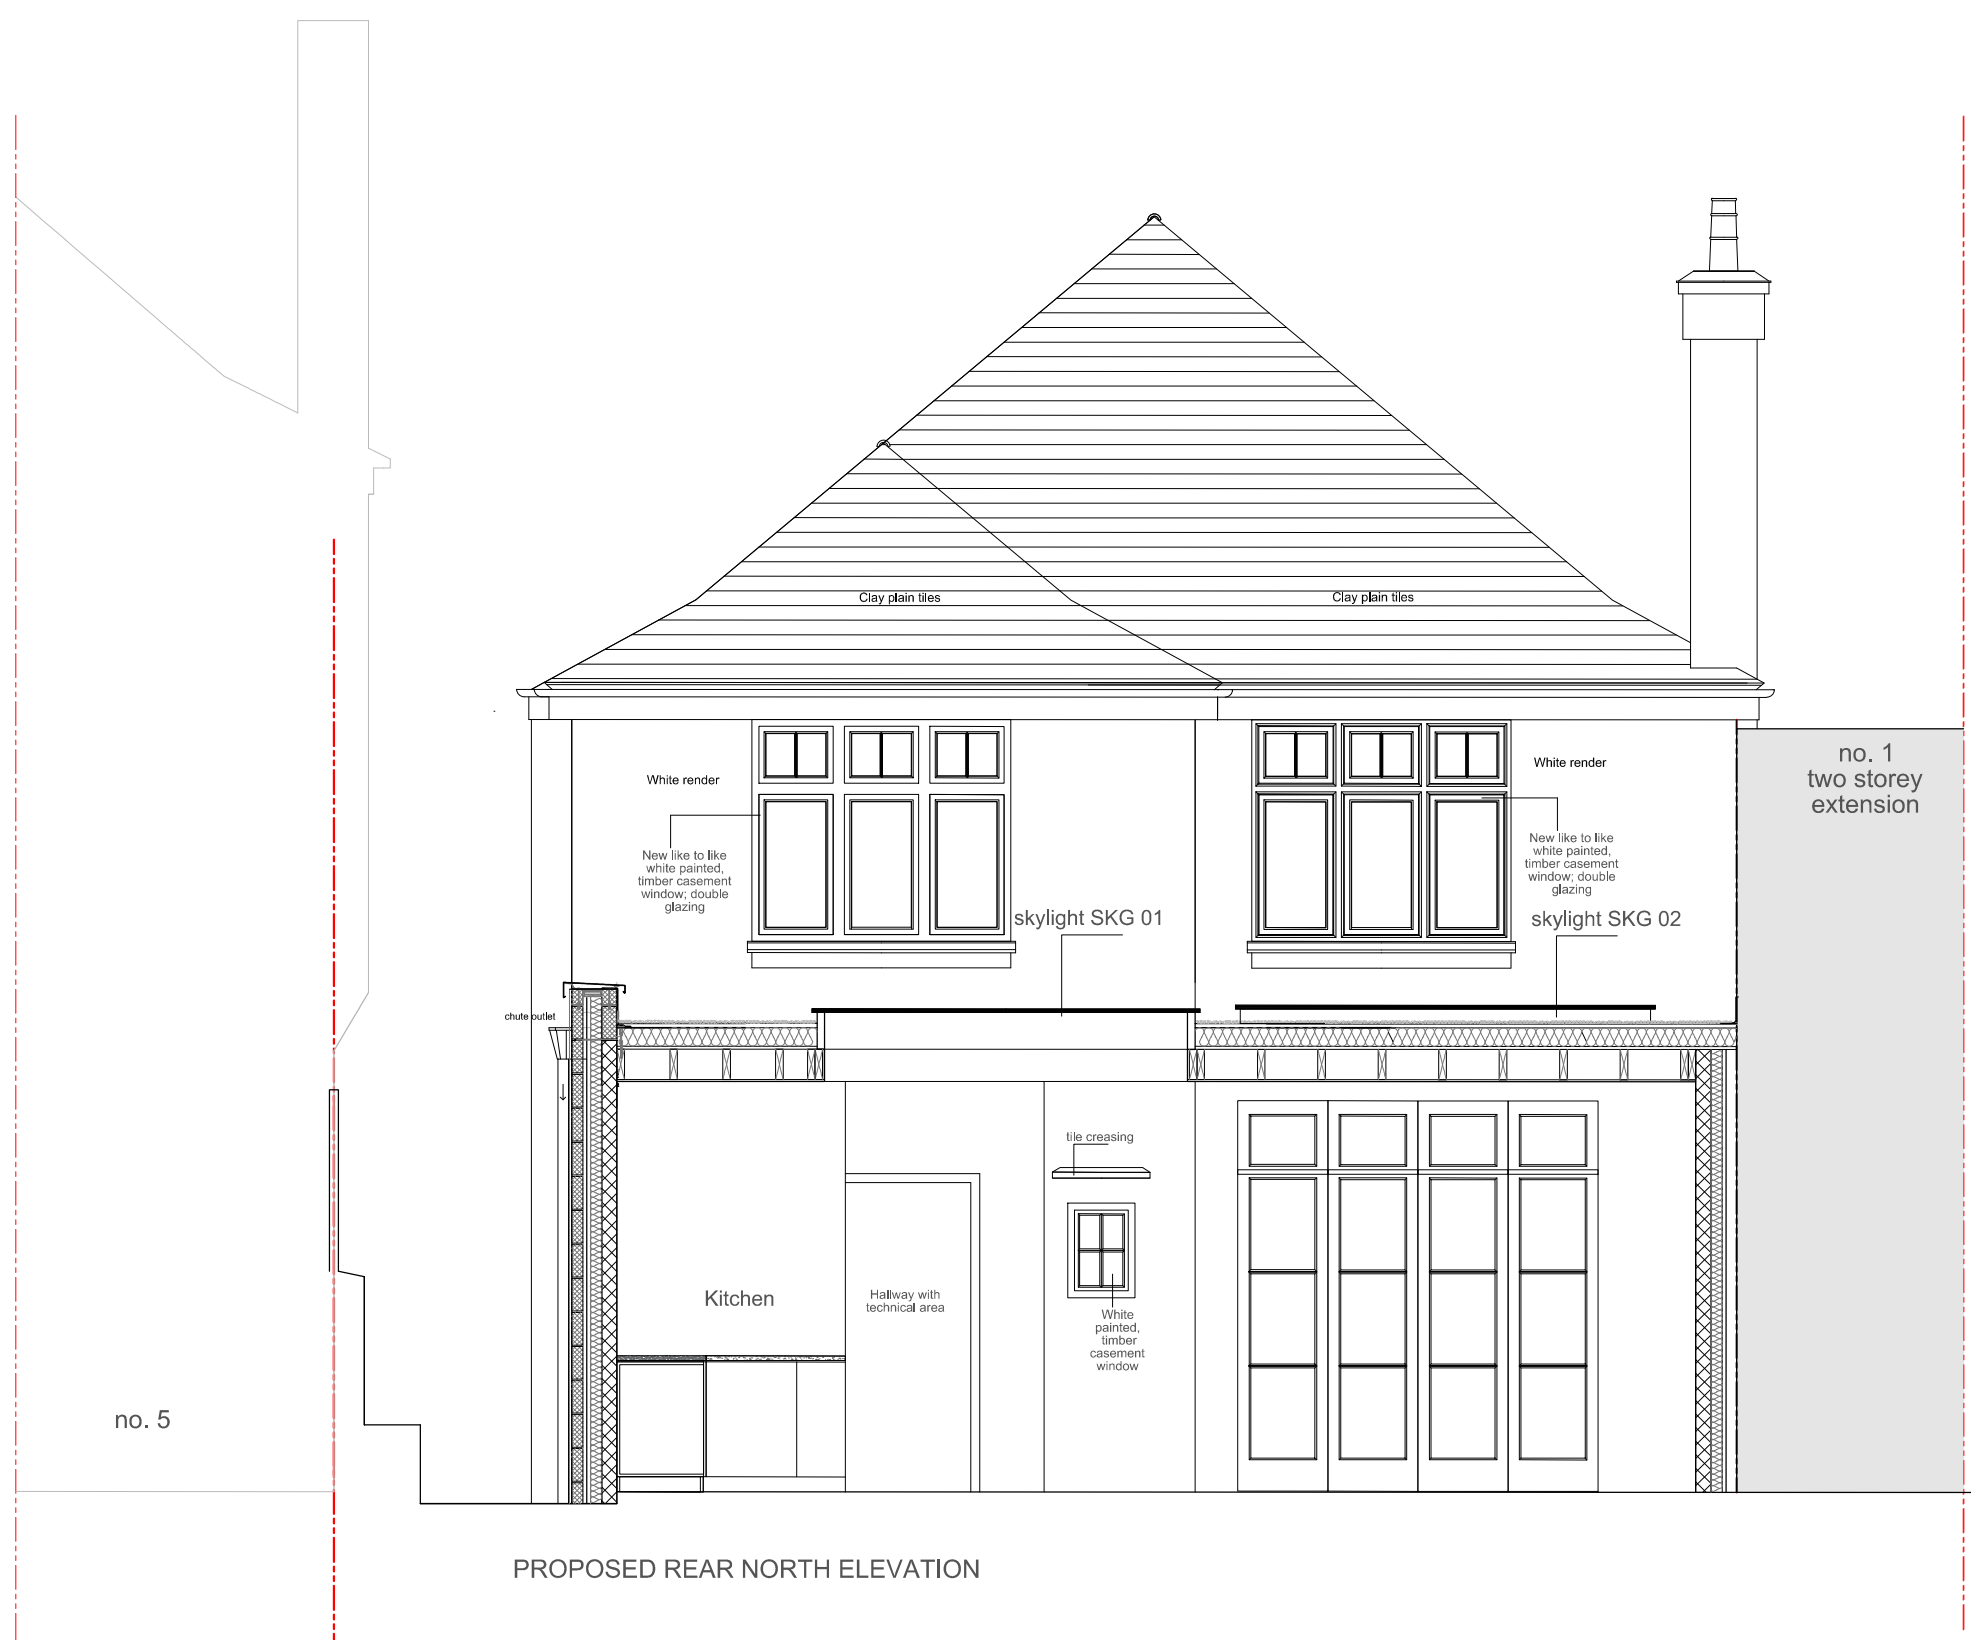 Clay plain tiles
Clay plain tiles
no. 1
two storey
extension
White render
White render
New like to like
white painted,
timber casement
window; double
glazing
New like to like
white painted,
timber casement
window; double
glazing
skylight SKG 01
skylight SKG 02
chute outlet
tile creasing
Kitchen
Hallway with
technical area
White
painted,
timber
casement
window
no. 5
PROPOSED REAR NORTH ELEVATION